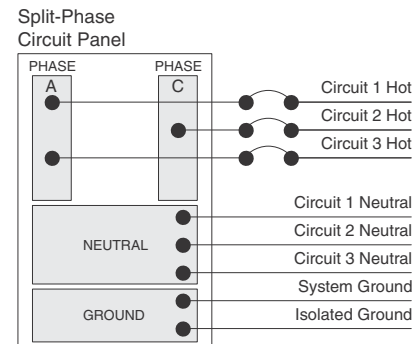 Split-Phase
Circuit Panel
PHASE PHASE
A C
Circuit 1 Hot
Circuit 2 Hot
Circuit 3 Hot
Circuit 1 Neutral
NEUTRAL Circuit 2 Neutral
Circuit 3 Neutral
System Ground
GROUND Isolated Ground